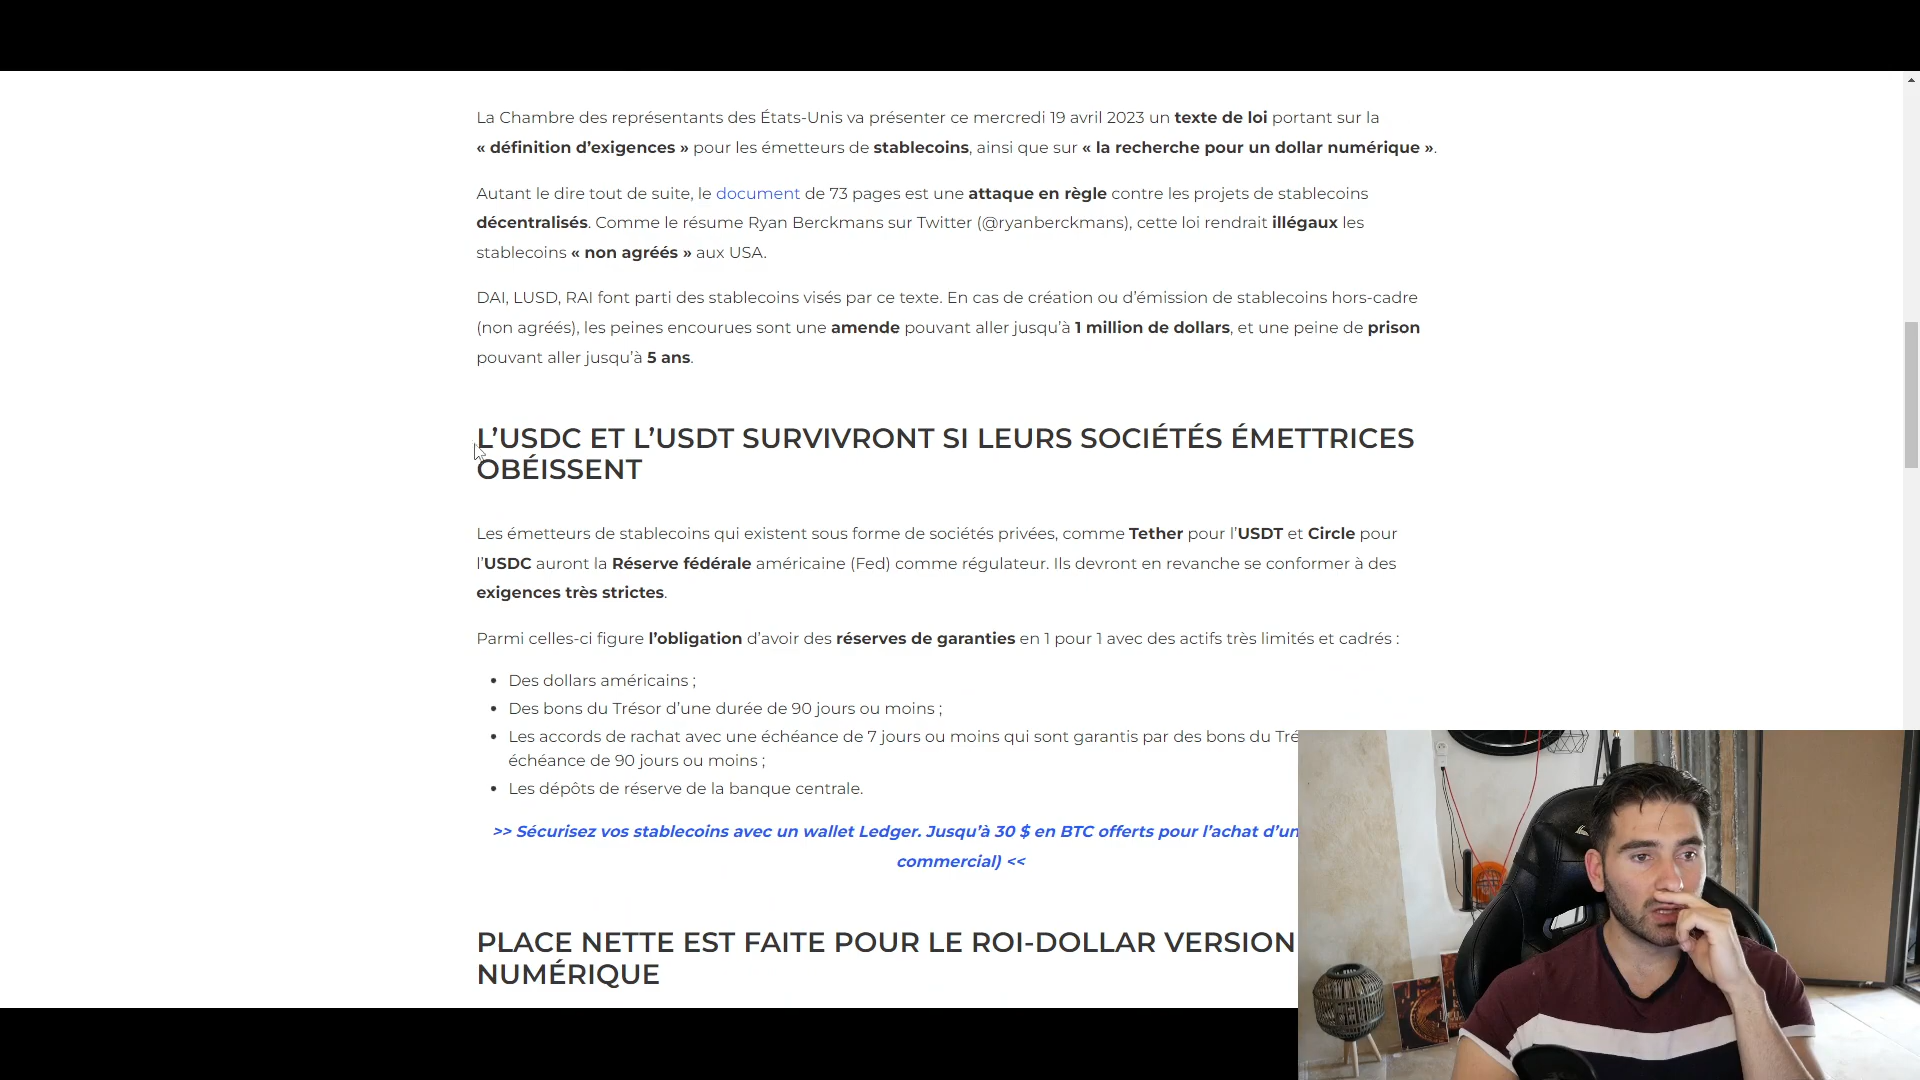 La Chambre des représentants des États-Unis va présenter ce mercredi 19 avril 2023 un texte de loi portant sur la
« définition d’exigences » pour les émetteurs de stablecoins, ainsi que sur « la recherche pour un dollar numérique ».
Autant le dire tout de suite, le document de 73 pages est une attaque en règle contre les projets de stablecoins
décentralisés. Comme le résume Ryan Berckmans sur Twitter (@ryanberckmans), cette loi rendrait illégaux les
stablecoins « non agréés » aux USA.
DAI, LUSD, RAI font parti des stablecoins visés par ce texte. En cas de création ou d’émission de stablecoins hors-cadre
(non agréés), les peines encourues sont une amende pouvant aller jusqu’à 1 million de dollars, et une peine de prison
pouvant aller jusqu’à 5 ans.
L’USDC ET L’USDT SURVIVRONT SI LEURS SOCIÉTÉS ÉMETTRICES
OBÉISSENT
Les émetteurs de stablecoins qui existent sous forme de sociétés privées, comme Tether pour l’USDT et Circle pour
l’USDC auront la Réserve fédérale américaine (Fed) comme régulateur. Ils devront en revanche se conformer à des
exigences très strictes.
Parmi celles-ci figure l’obligation d’avoir des réserves de garanties en 1 pour 1 avec des actifs très limités et cadrés :
• Des dollars américains ;
• Des bons du Trésor d’une durée de 90 jours ou moins ;
• Les accords de rachat avec une échéance de 7 jours ou moins qui sont garantis par des bons du Tré
échéance de 90 jours ou moins ;
• Les dépôts de réserve de la banque centrale.
>> Sécurisez vos stablecoins avec un wallet Ledger. Jusqu’à 30 $ en BTC offerts pour l’achat d’un
commercial) <<
PLACE NETTE EST FAITE POUR LE ROI-DOLLAR VERSION
NUMÉRIQUE